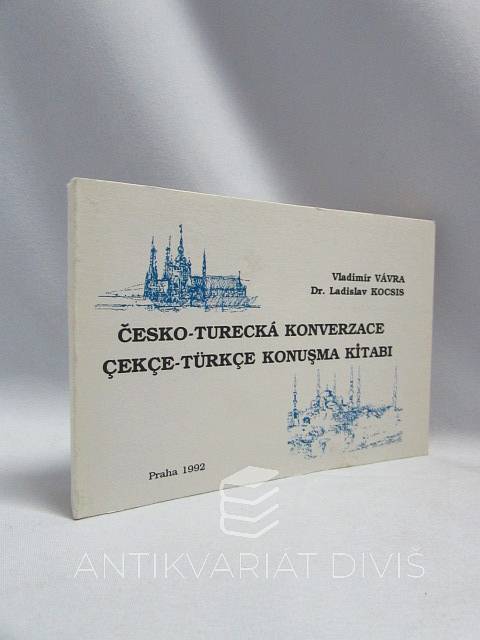 Vladimír VÁVRA
Dr. Ladislav KOCSIS
ČESKO-TURECKÁ KONVERZACE
ÇEKÇE-TÜRKÇE KONUŞMA KİTABI
Praha 1992
ANTIKVARIÁT DIVIŠ